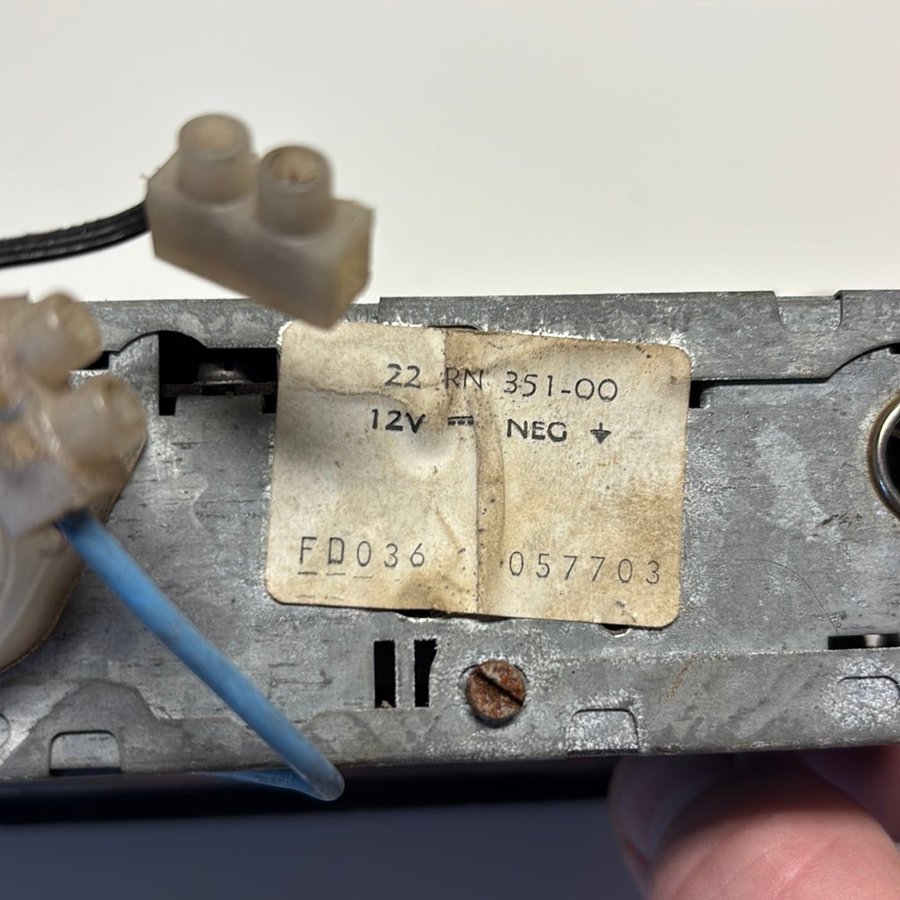 22 RN 351-00
12V ⎓ NEG ⏚
FD036 057703